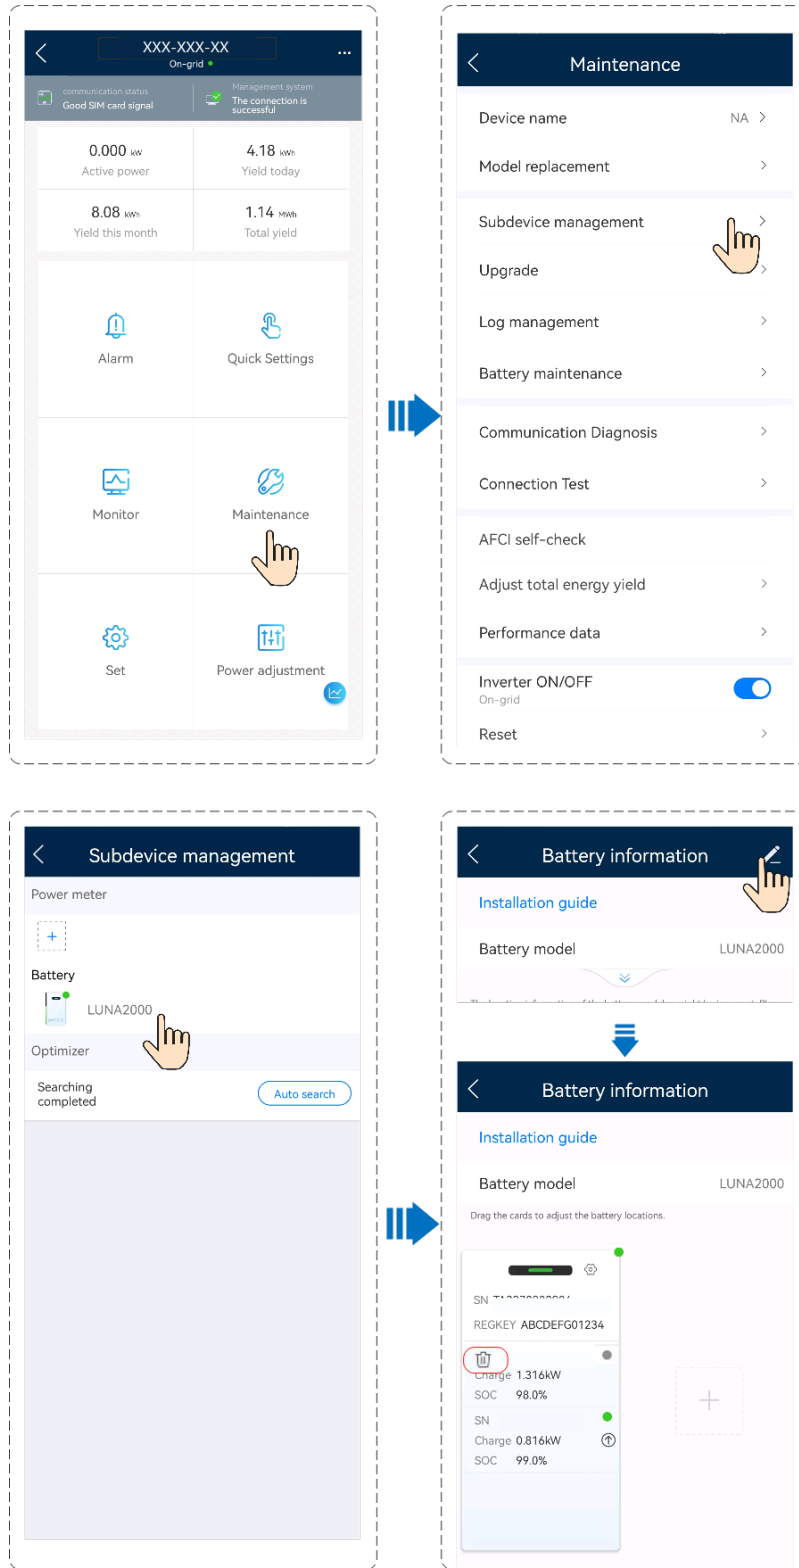 XXX-XXX-XX
On-grid
communication status
Good SIM card signal
Management system
The connection is
successful
0.000 kW
Active power
4.18 kWh
Yield today
8.08 kWh
Yield this month
1.14 MWh
Total yield
Alarm
Quick Settings
Monitor
Maintenance
Set
Power adjustment
Maintenance
Device name
NA
Model replacement
Subdevice management
Upgrade
Log management
Battery maintenance
Communication Diagnosis
Connection Test
AFCI self-check
Adjust total energy yield
Performance data
Inverter ON/OFF
On-grid
Reset
Subdevice management
Power meter
Battery
LUNA2000
Optimizer
Searching
completed
Auto search
Battery information
Installation guide
Battery model
LUNA2000
Battery information
Installation guide
Battery model
LUNA2000
Drag the cards to adjust the battery locations.
SN
REGKEY ABCDEFG01234
Charge 1.316kW
SOC 98.0%
SN
Charge 0.816kW
SOC 99.0%